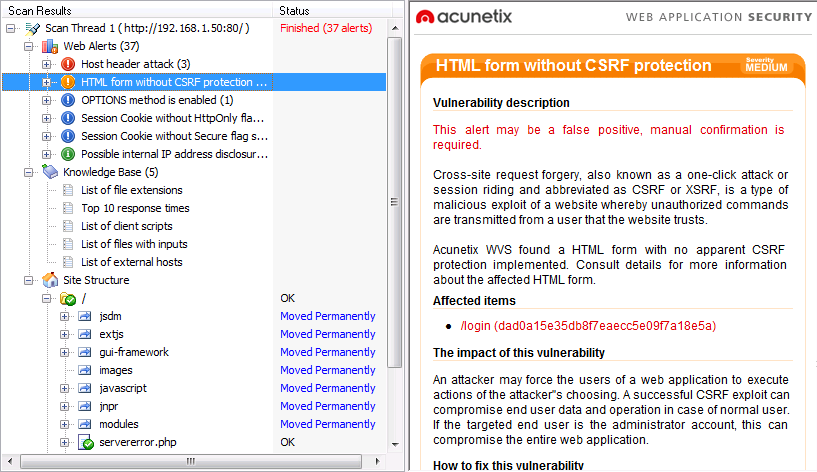 Scan Results Status
Scan Thread 1 ( http://192.168.1.50:80/ ) Finished (37 alerts)
Web Alerts (37)
Host header attack (3)
HTML form without CSRF protection ...
OPTIONS method is enabled (1)
Session Cookie without HttpOnly fla...
Session Cookie without Secure flag s...
Possible internal IP address disclosur...
Knowledge Base (5)
List of file extensions
Top 10 response times
List of client scripts
List of files with inputs
List of external hosts
Site Structure
/ OK
jsdm Moved Permanently
extjs Moved Permanently
gui-framework Moved Permanently
images Moved Permanently
javascript Moved Permanently
jnpr Moved Permanently
modules Moved Permanently
servererror.php OK
acunetix WEB APPLICATION SECURITY
HTML form without CSRF protection
Severity
MEDIUM
Vulnerability description
This alert may be a false positive, manual confirmation is
required.
Cross-site request forgery, also known as a one-click attack or
session riding and abbreviated as CSRF or XSRF, is a type of
malicious exploit of a website whereby unauthorized commands
are transmitted from a user that the website trusts.
Acunetix WVS found a HTML form with no apparent CSRF
protection implemented. Consult details for more information
about the affected HTML form.
Affected items
/login (dad0a15e35db8f7eaecc5e09f7a18e5a)
The impact of this vulnerability
An attacker may force the users of a web application to execute
actions of the attacker"s choosing. A successful CSRF exploit can
compromise end user data and operation in case of normal user.
If the targeted end user is the administrator account, this can
compromise the entire web application.
How to fix this vulnerability